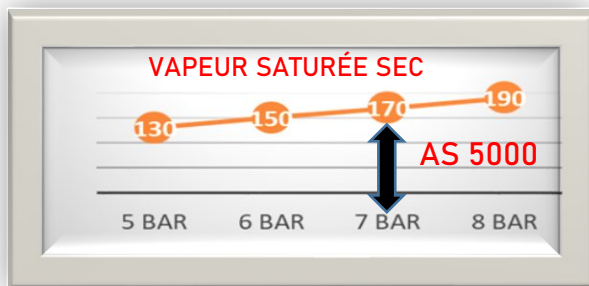 VAPEUR SATURÉE SEC
130 150 170 190
AS 5000
5 BAR 6 BAR 7 BAR 8 BAR